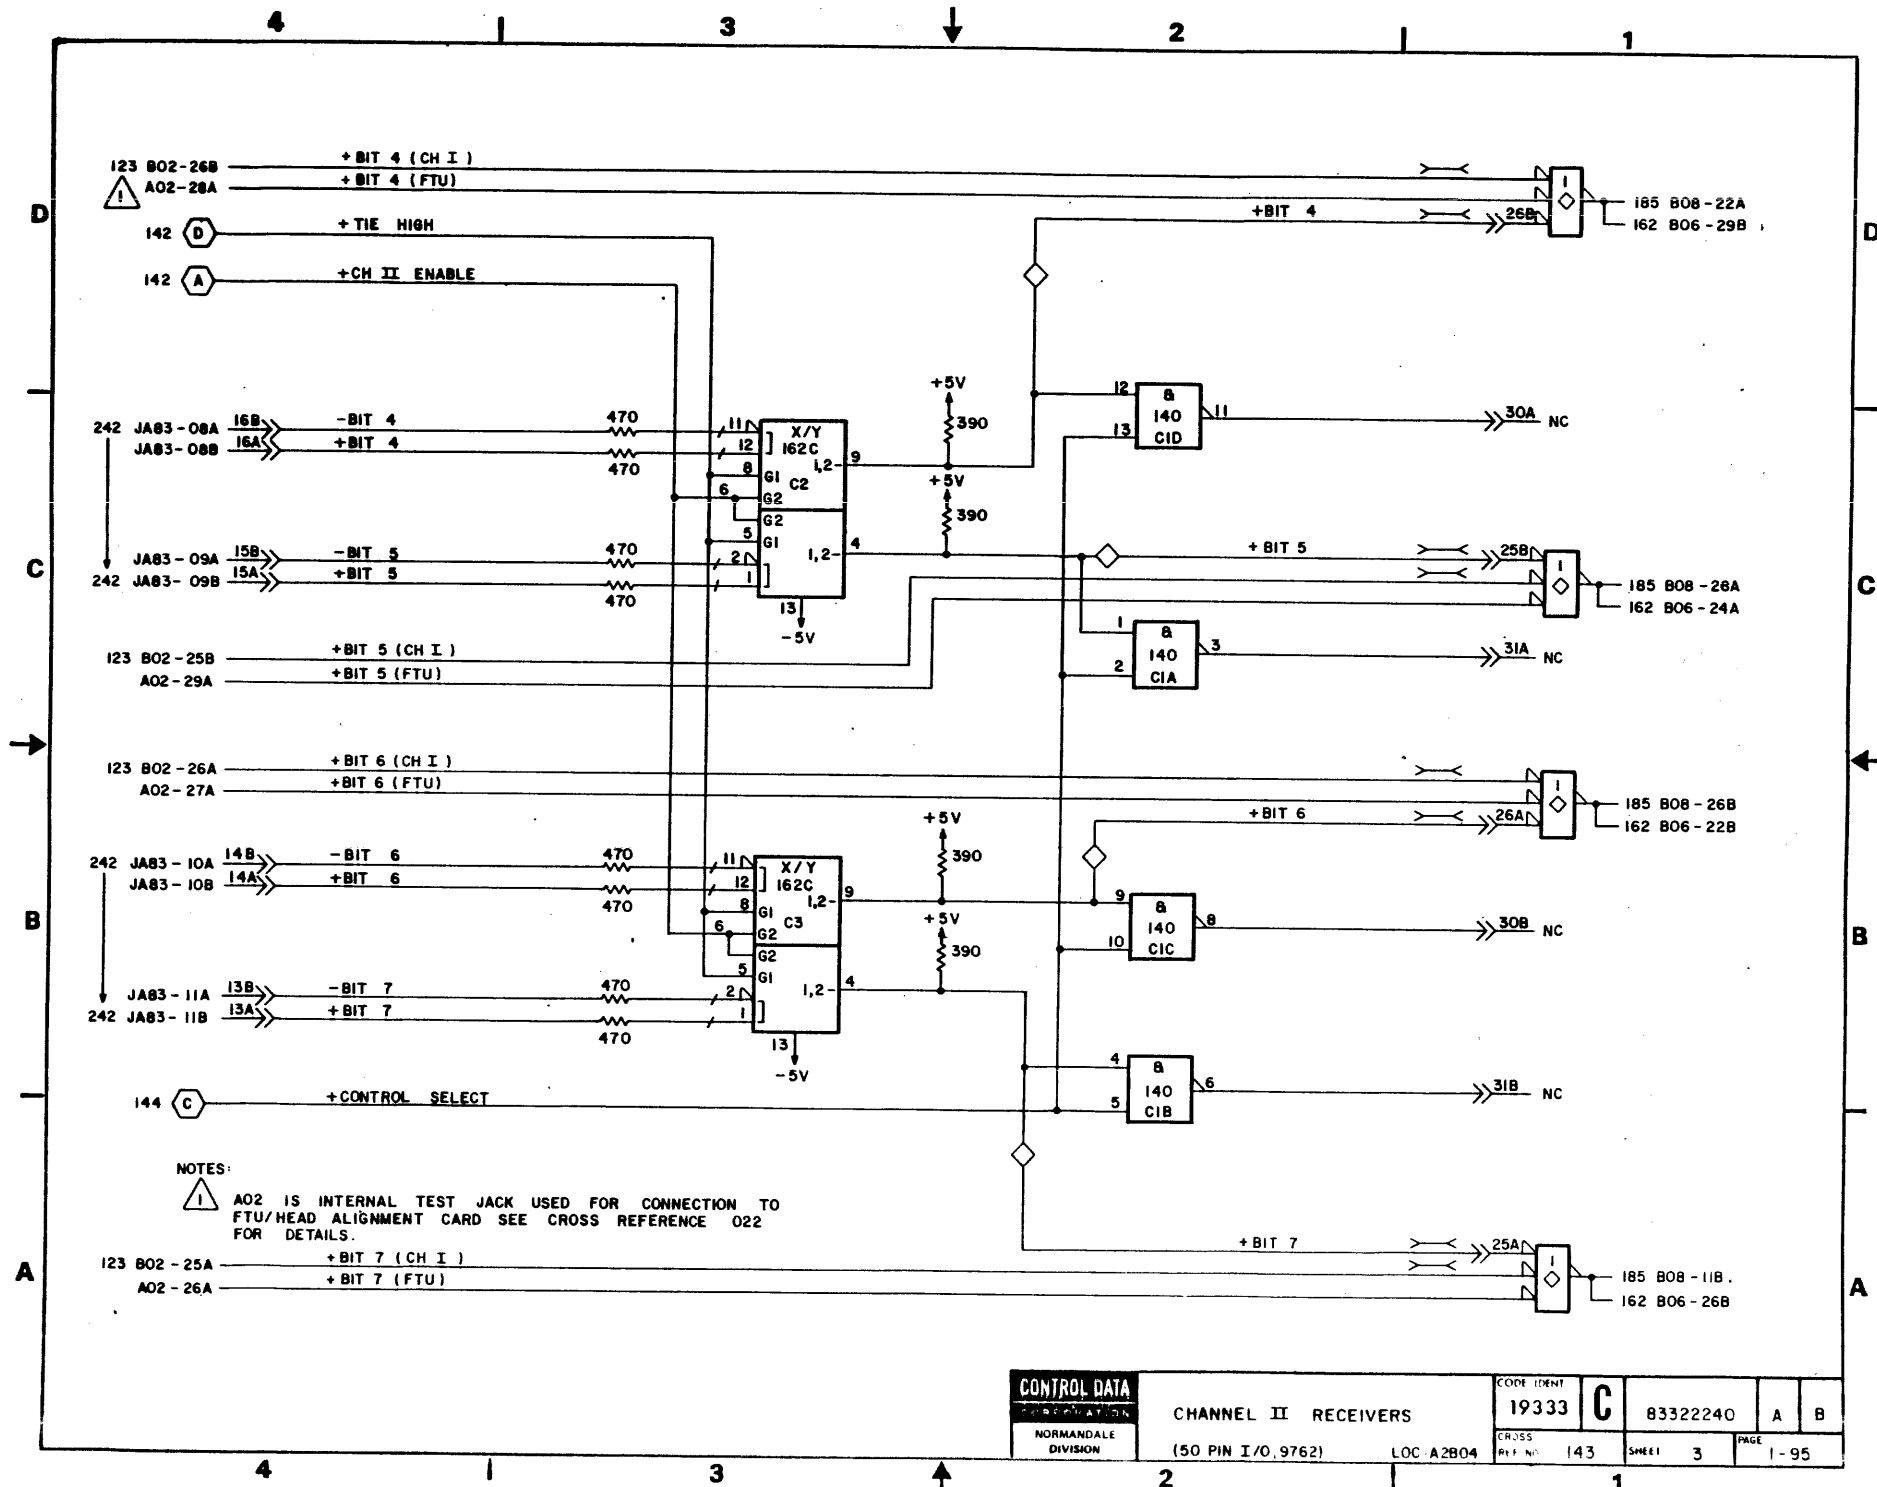 4 3 2 1
123 B02-26B +BIT 4 (CH I)
1 A02-28A +BIT 4 (FTU)
1
D
D
185 B08-22A
+BIT 4 26B
142 D +TIE HIGH
162 B06-29B
142 A +CH II ENABLE
+5V
390
12 & 11 30A NC
140
13 C1D
242 JA83-08A 16B -BIT 4 470 11 X/Y
JA83-08B 16A +BIT 4 470 12 162C
8 G1 C2 1,2 9
6 G2
+5V
390
G2
5 G1
1,2 4
C
C
JA83-09A 15B -BIT 5 470 2
242 JA83-09B 15A +BIT 5 470 1
13
-5V
+BIT 5 25B
1
185 B08-26A
162 B06-24A
1 & 3 31A NC
140
2 C1A
123 B02-25B +BIT 5 (CH I)
A02-29A +BIT 5 (FTU)
123 B02-26A +BIT 6 (CH I)
A02-27A +BIT 6 (FTU)
1
185 B08-26B
+BIT 6 26A
162 B06-22B
+5V
390
242 JA83-10A 14B -BIT 6 470 11 X/Y
JA83-10B 14A +BIT 6 470 12 162C
8 G1 C3 1,2 9
6 G2
+5V
390
G2
5 G1
1,2 4
B
B
9 & 8 30B NC
140
10 C1C
JA83-11A 13B -BIT 7 470 2
242 JA83-11B 13A +BIT 7 470 1
13
-5V
4 & 6 31B NC
140
5 C1B
144 C +CONTROL SELECT
NOTES:
1 A02 IS INTERNAL TEST JACK USED FOR CONNECTION TO
FTU/HEAD ALIGNMENT CARD SEE CROSS REFERENCE 022
FOR DETAILS.
+BIT 7 25A
1
A
A
123 B02-25A +BIT 7 (CH I)
A02-26A +BIT 7 (FTU)
185 B08-11B
162 B06-26B
CONTROL DATA
CORPORATION
NORMANDALE
DIVISION
CHANNEL II RECEIVERS
(50 PIN I/O, 9762) LOC A2B04
CODE IDENT
19333 C 83322240 A B
CROSS
REF NO 143 SHEET 3 PAGE 1-95
4 3 2 1